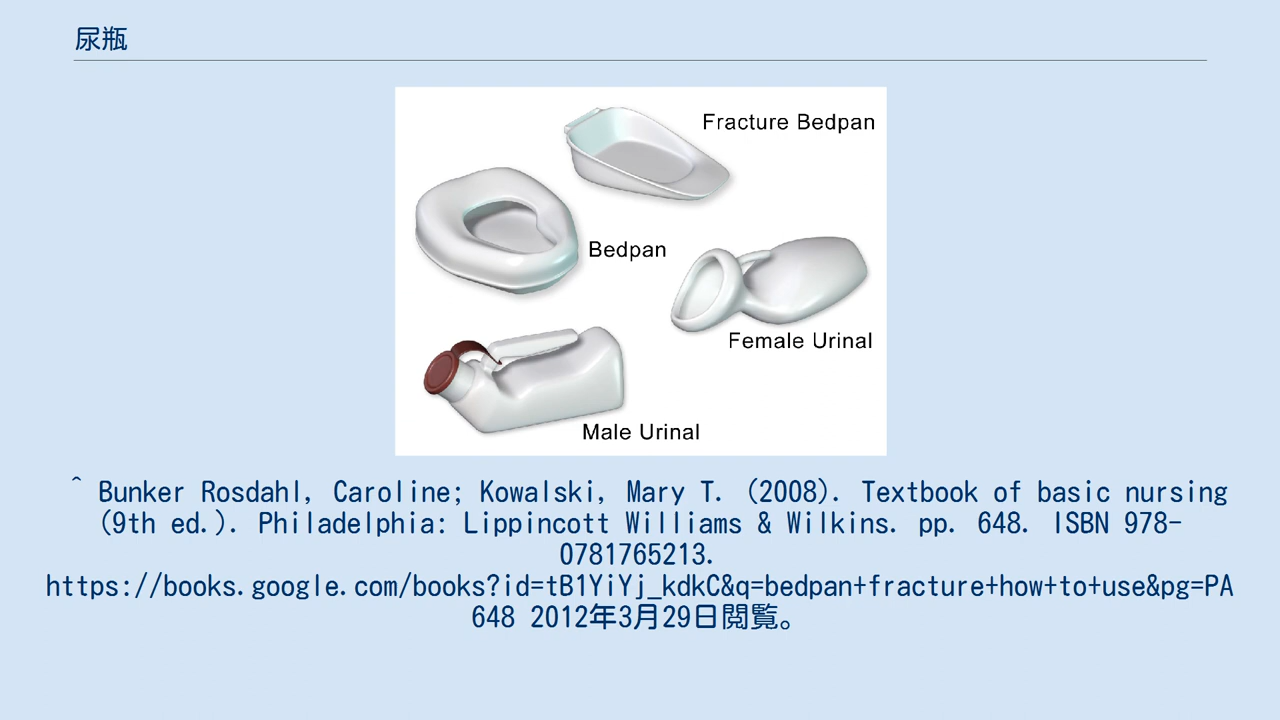 尿瓶
Fracture Bedpan
Bedpan
Female Urinal
Male Urinal
^ Bunker Rosdahl, Caroline; Kowalski, Mary T. (2008). Textbook of basic nursing
(9th ed.). Philadelphia: Lippincott Williams & Wilkins. pp. 648. ISBN 978-
0781765213.
https://books.google.com/books?id=tB1YiYj_kdkC&q=bedpan+fracture+how+to+use&pg=PA
648 2012年3月29日閲覧。